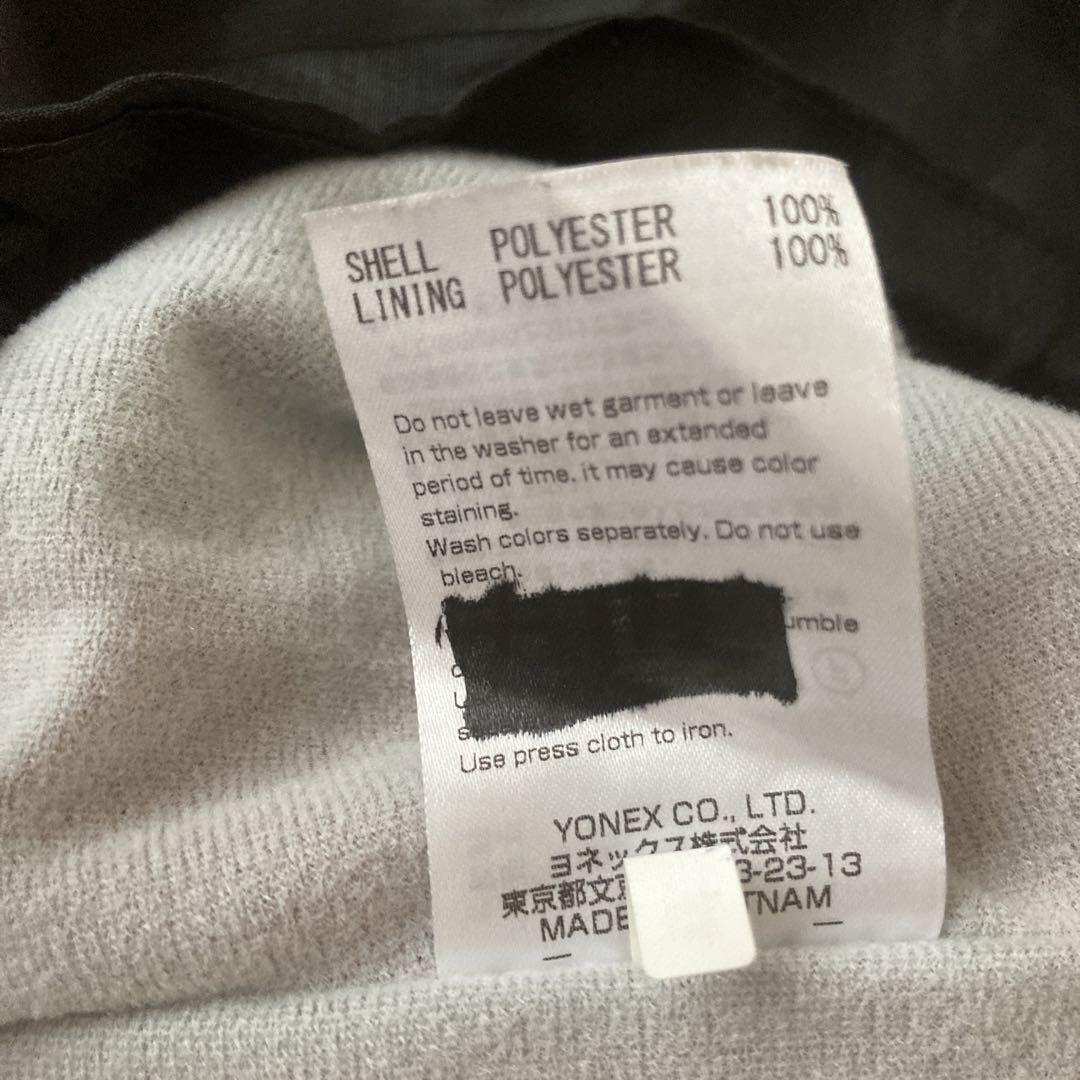 SHELL POLYESTER 100%
LINING POLYESTER 100%
Do not leave wet garment or leave
in the washer for an extended
period of time. it may cause color
staining.
Wash colors separately. Do not use
bleach.
umble
Use press cloth to iron.
YONEX CO., LTD.
ヨネックス株式会社
東京都文 3-23-13
MADE TNAM